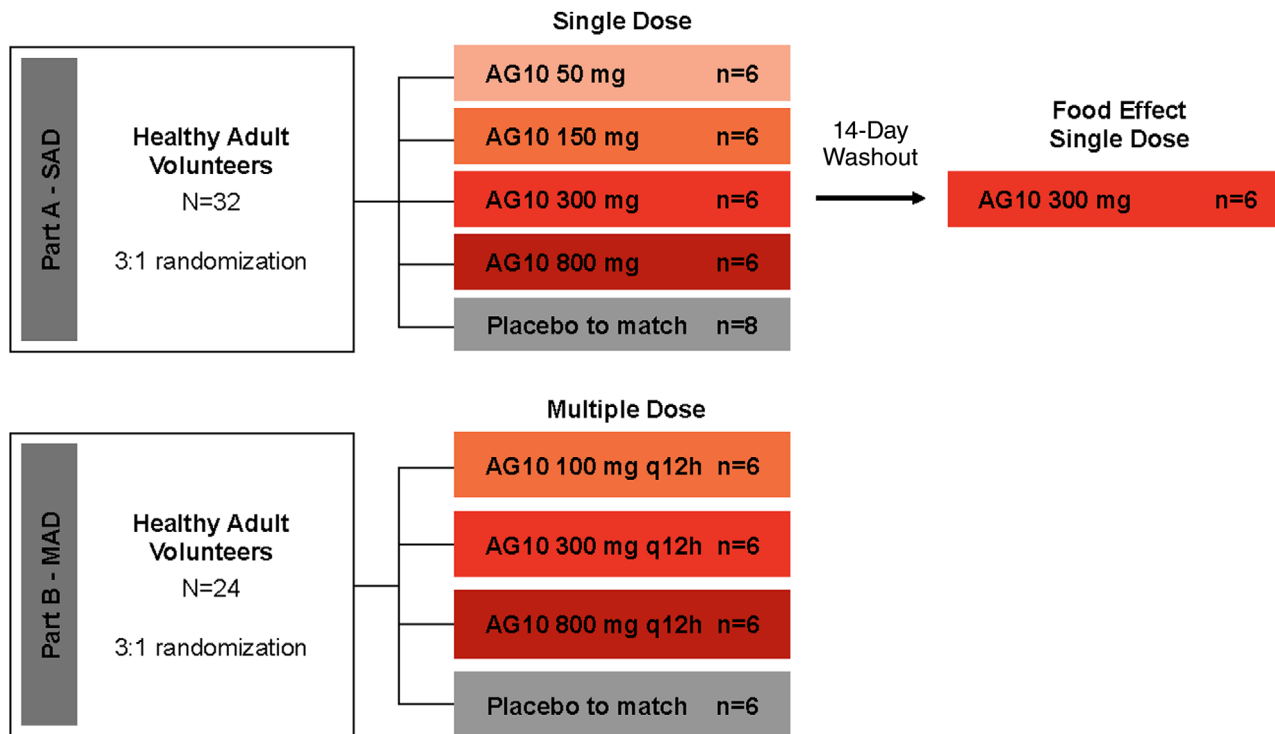 Single Dose
Part A - SAD
Healthy Adult
Volunteers
N=32
3:1 randomization
AG10 50 mg n=6
AG10 150 mg n=6
AG10 300 mg n=6
AG10 800 mg n=6
Placebo to match n=8
14-Day
Washout
Food Effect
Single Dose
AG10 300 mg n=6
Multiple Dose
Part B - MAD
Healthy Adult
Volunteers
N=24
3:1 randomization
AG10 100 mg q12h n=6
AG10 300 mg q12h n=6
AG10 800 mg q12h n=6
Placebo to match n=6